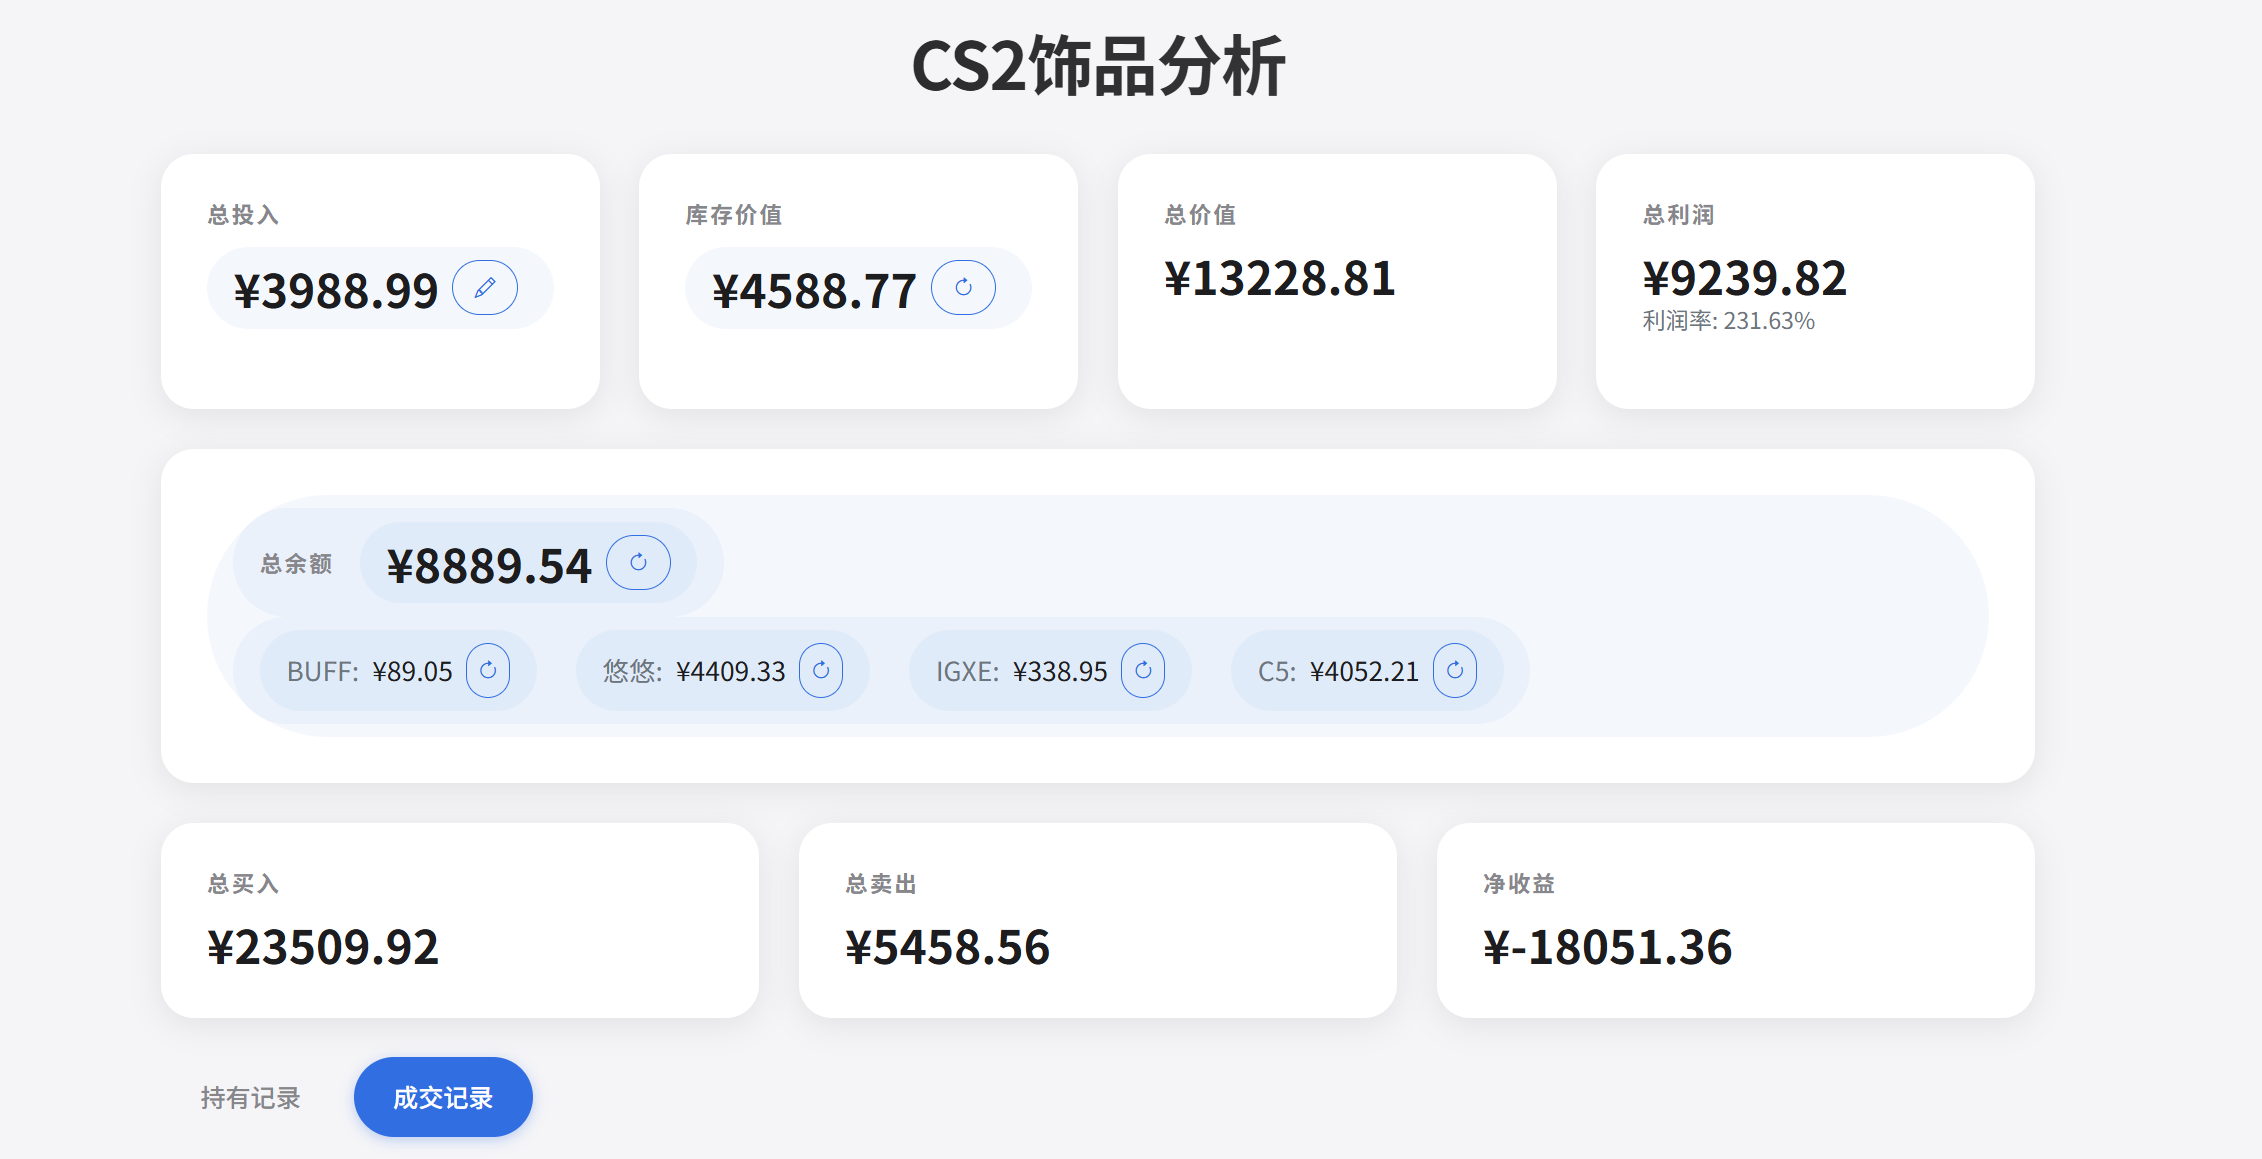 CS2饰品分析
总投入
¥3988.99
库存价值
¥4588.77
总价值
¥13228.81
总利润
¥9239.82
利润率: 231.63%
总余额 ¥8889.54
BUFF: ¥89.05 悠悠: ¥4409.33 IGXE: ¥338.95 C5: ¥4052.21
总买入
¥23509.92
总卖出
¥5458.56
净收益
¥-18051.36
持有记录 成交记录